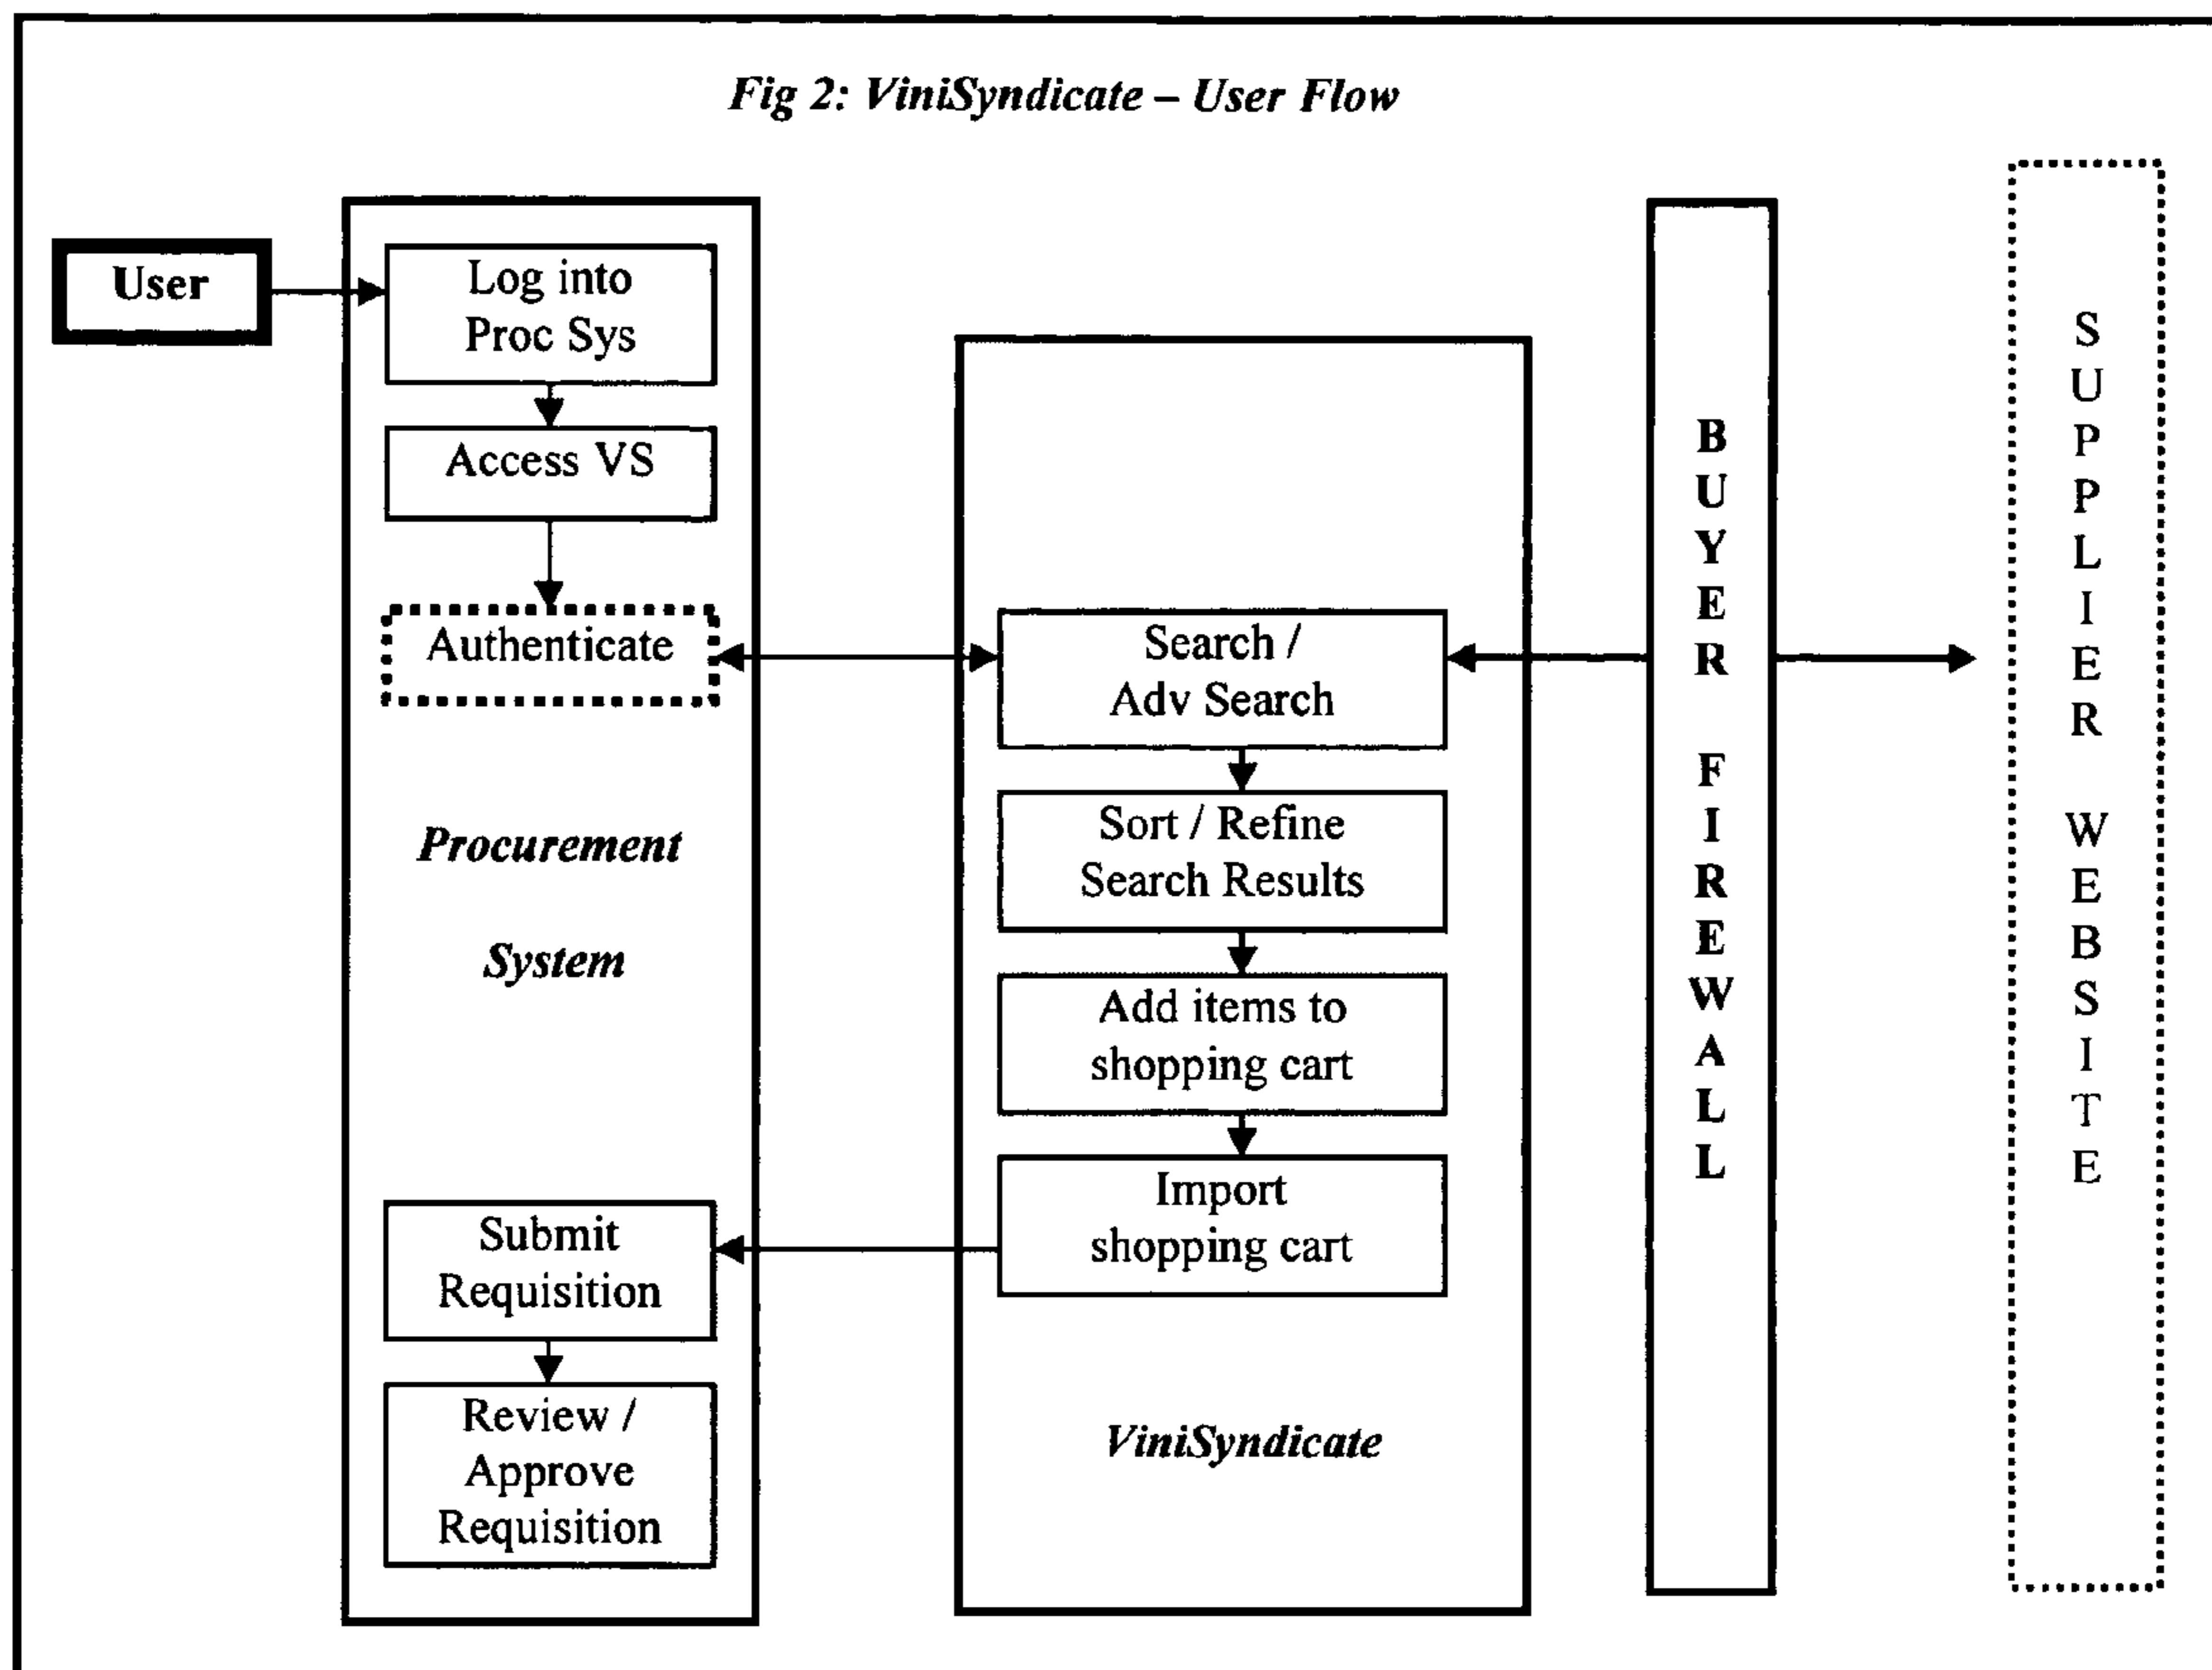 Fig 2: ViniSyndicate – User Flow
User
Log into
Proc Sys
Access VS
Authenticate
Procurement
System
Submit
Requisition
Review /
Approve
Requisition
Search /
Adv Search
Sort / Refine
Search Results
Add items to
shopping cart
Import
shopping cart
ViniSyndicate
BUYER FIREWALL
SUPPLIER WEBSITE